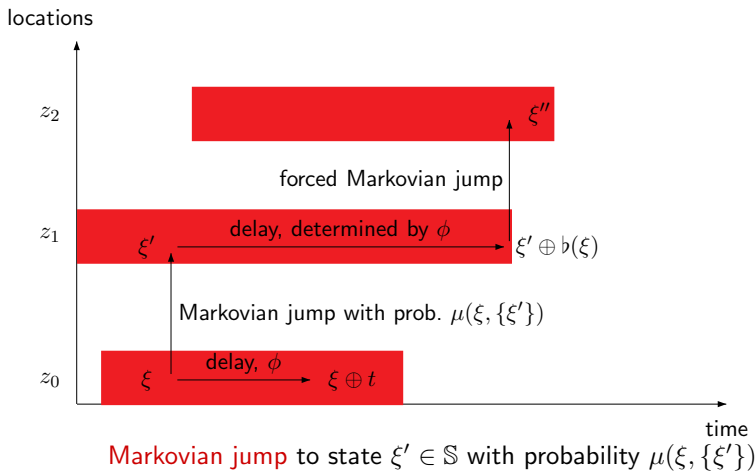 locations
z₂
ξ″
forced Markovian jump
z₁
delay, determined by ϕ
ξ′
ξ′ ⊕ ♭(ξ)
Markovian jump with prob. μ(ξ, {ξ′})
delay, ϕ
z₀
ξ
ξ ⊕ t
time
Markovian jump to state ξ′ ∈ 𝕊 with probability μ(ξ, {ξ′})